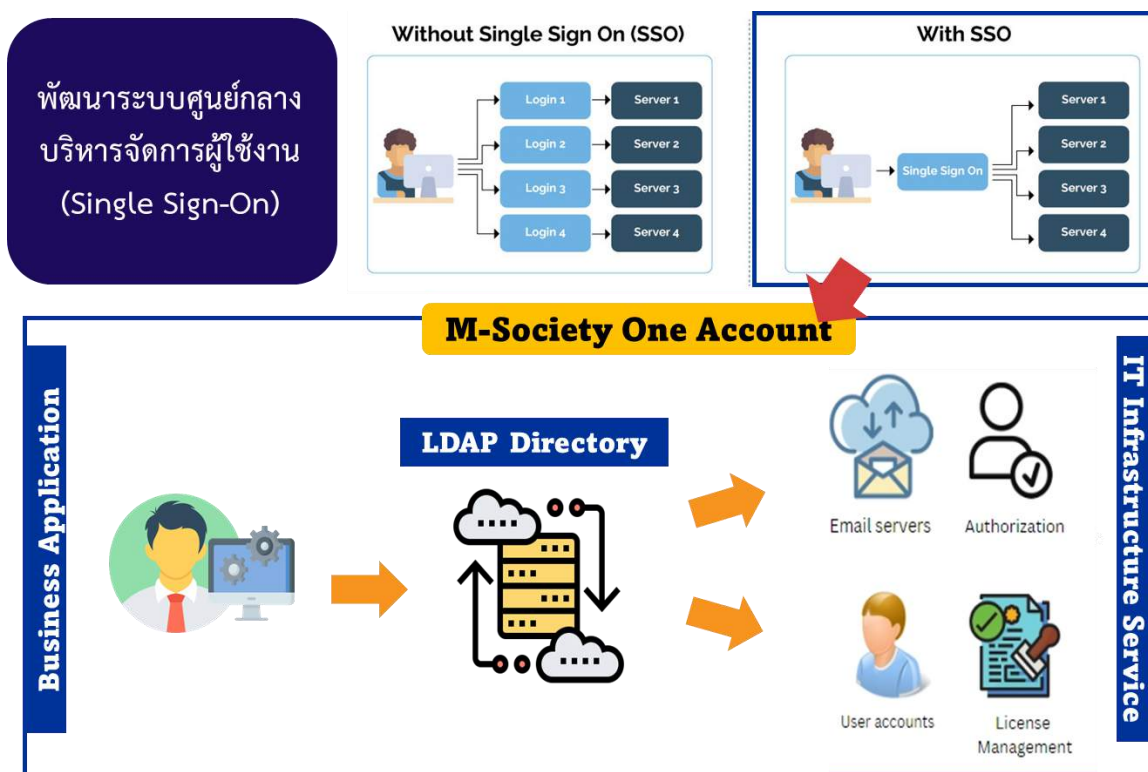 พัฒนาระบบศูนย์กลาง
บริหารจัดการผู้ใช้งาน
(Single Sign-On)
Without Single Sign On (SSO)
Login 1
Server 1
Login 2
Server 2
Login 3
Server 3
Login 4
Server 4
With SSO
Single Sign On
Server 1
Server 2
Server 3
Server 4
M-Society One Account
Business Application
LDAP Directory
Email servers
Authorization
User accounts
License
Management
IT Infrastructure Service